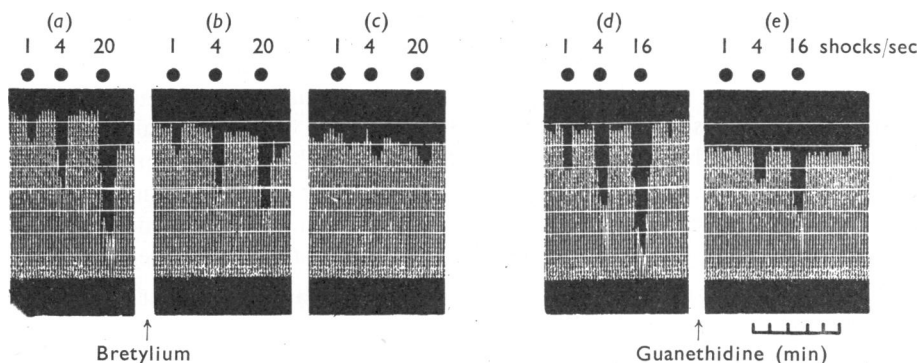 (a) (b) (c) (d) (e)
1 4 20 1 4 20 1 4 20 1 4 16 1 4 16 shocks/sec
Bretylium Guanethidine (min)